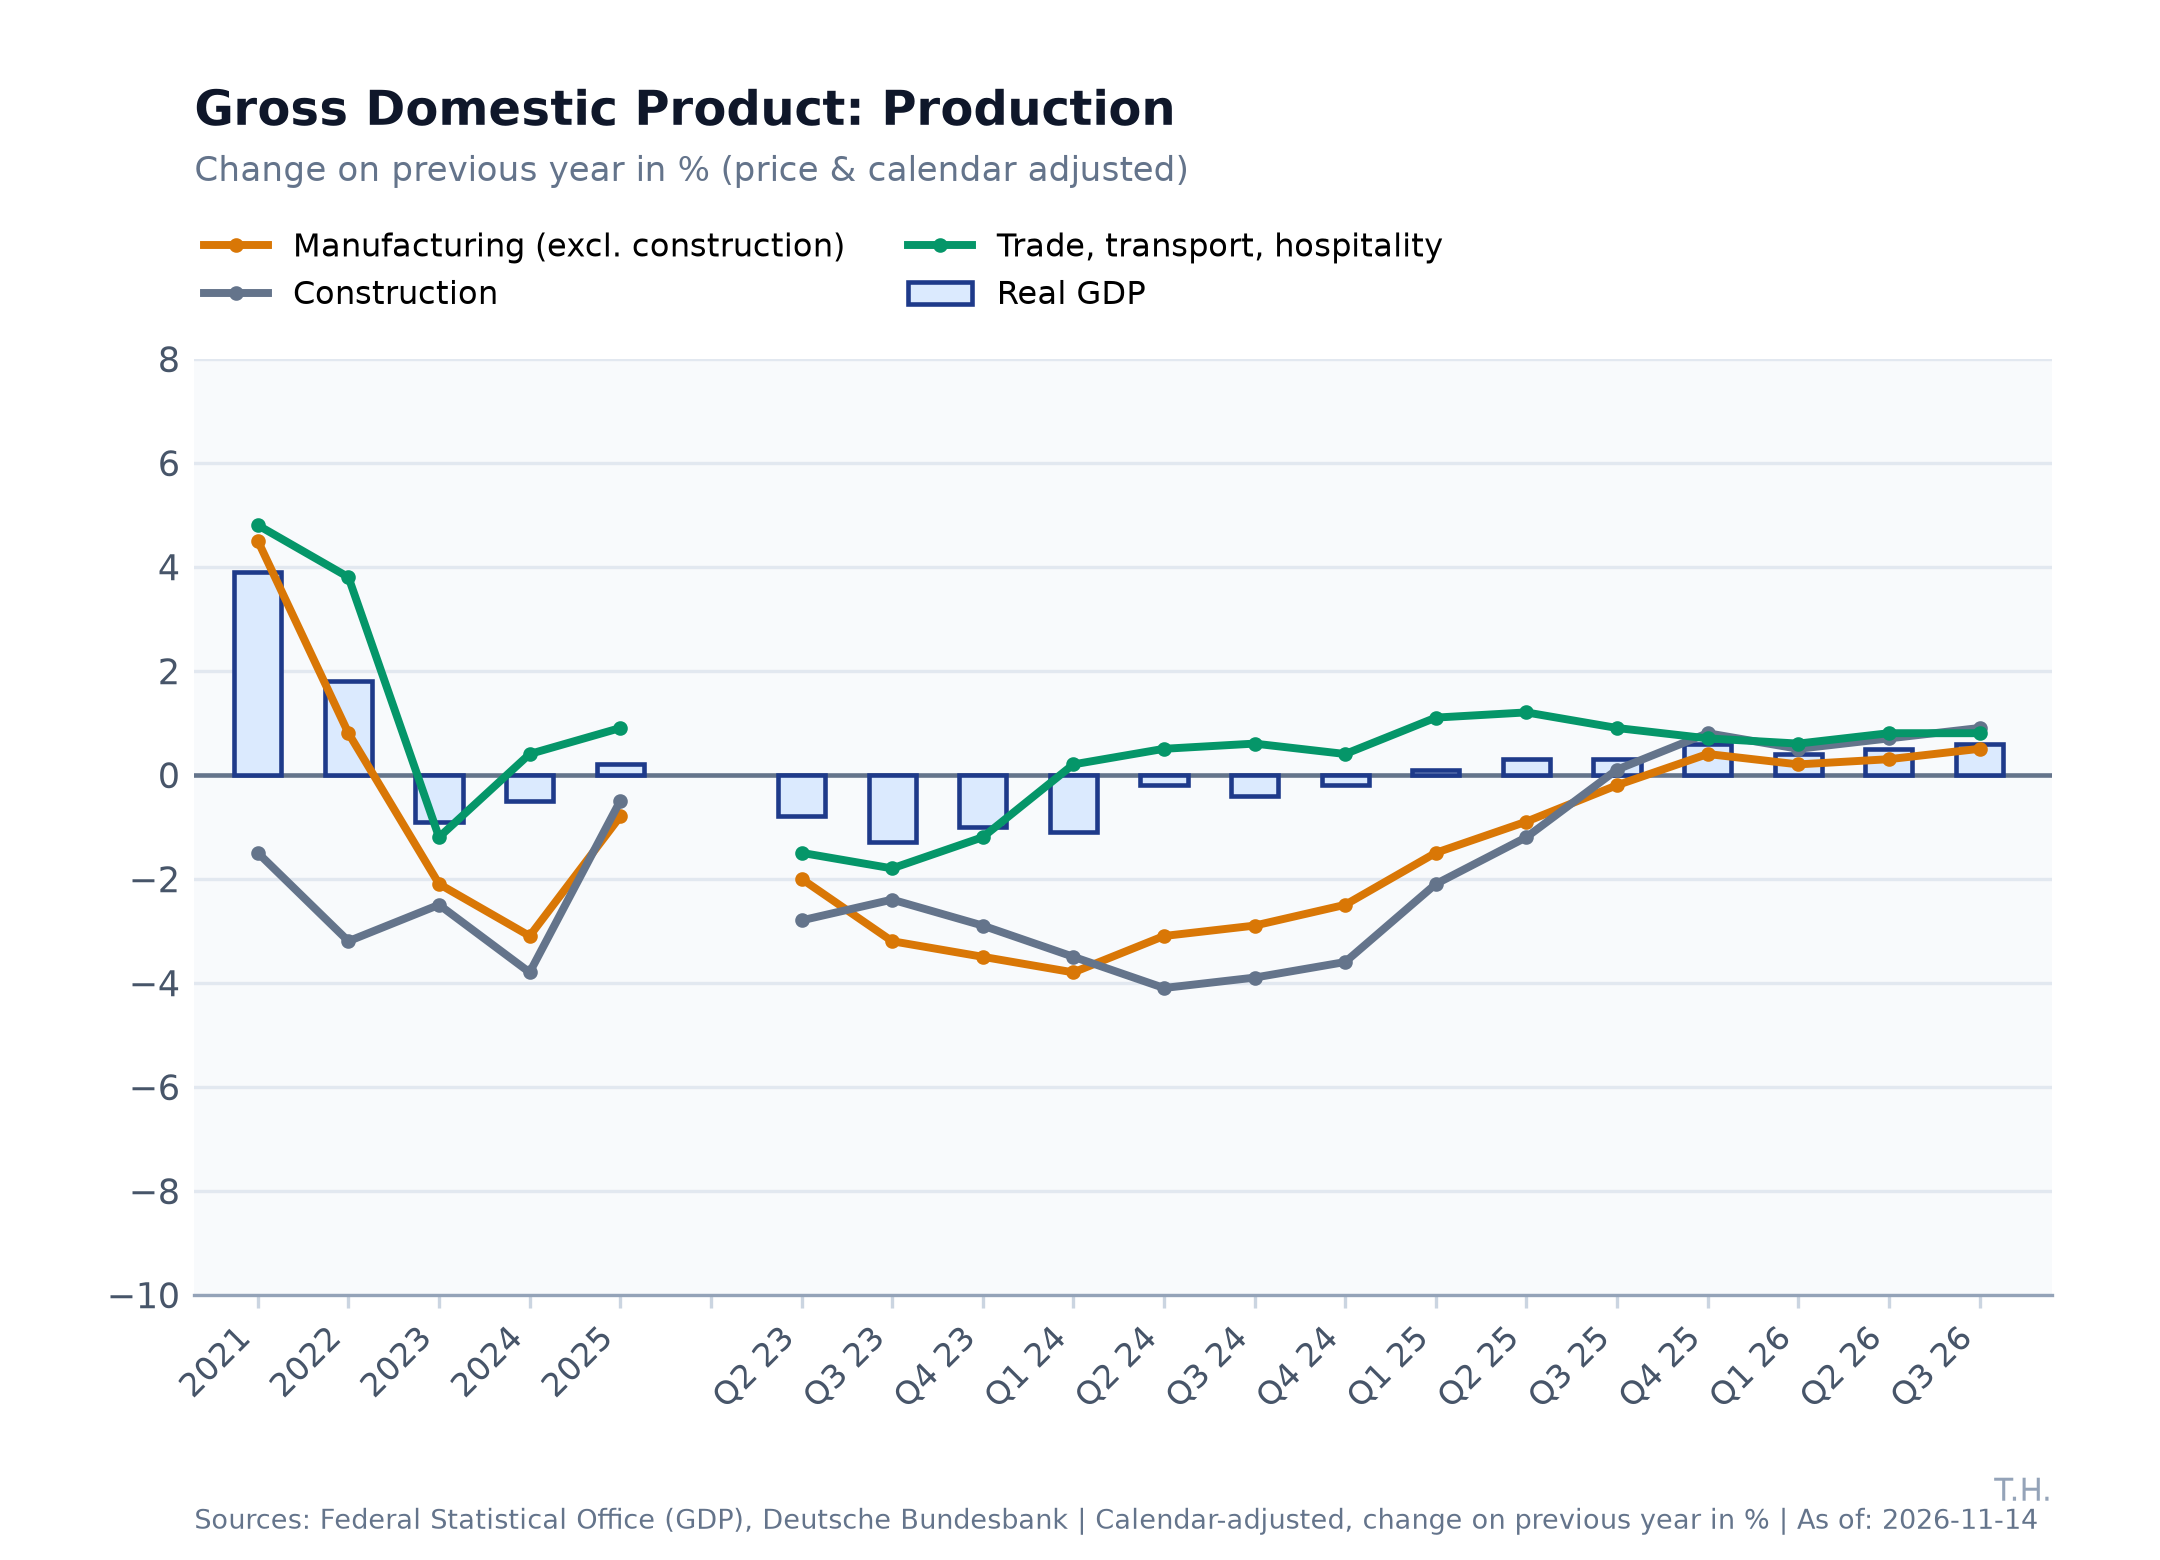 Gross Domestic Product: Production
Change on previous year in % (price & calendar adjusted)
Manufacturing (excl. construction)
Trade, transport, hospitality
Construction
Real GDP
8
6
4
2
0
−2
−4
−6
−8
−10
2021
2022
2023
2024
2025
Q2 23
Q3 23
Q4 23
Q1 24
Q2 24
Q3 24
Q4 24
Q1 25
Q2 25
Q3 25
Q4 25
Q1 26
Q2 26
Q3 26
T.H.
Sources: Federal Statistical Office (GDP), Deutsche Bundesbank | Calendar-adjusted, change on previous year in % | As of: 2026-11-14